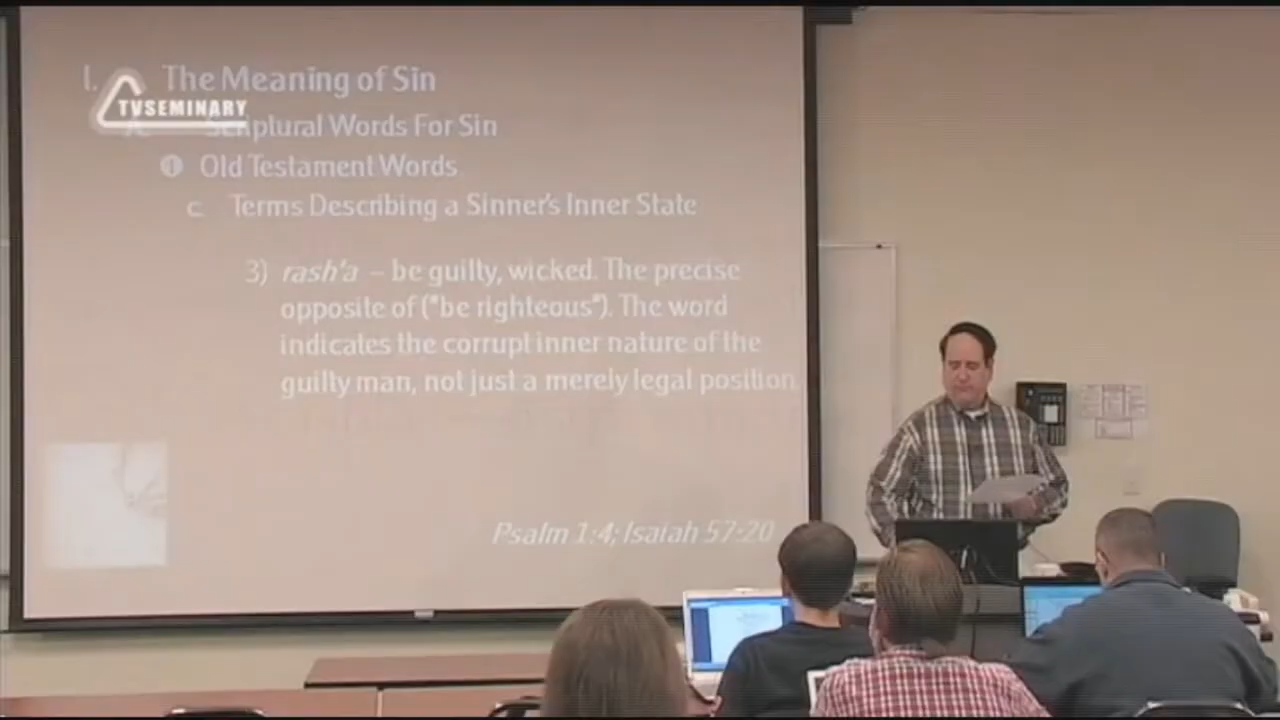 I. The Meaning of Sin
TVSEMINARY
Scriptural Words For Sin
1 Old Testament Words
c. Terms Describing a Sinner's Inner State
3) rash'a – be guilty, wicked. The precise
opposite of ("be righteous"). The word
indicates the corrupt inner nature of the
guilty man, not just a merely legal position.
Psalm 1:4; Isaiah 57:20